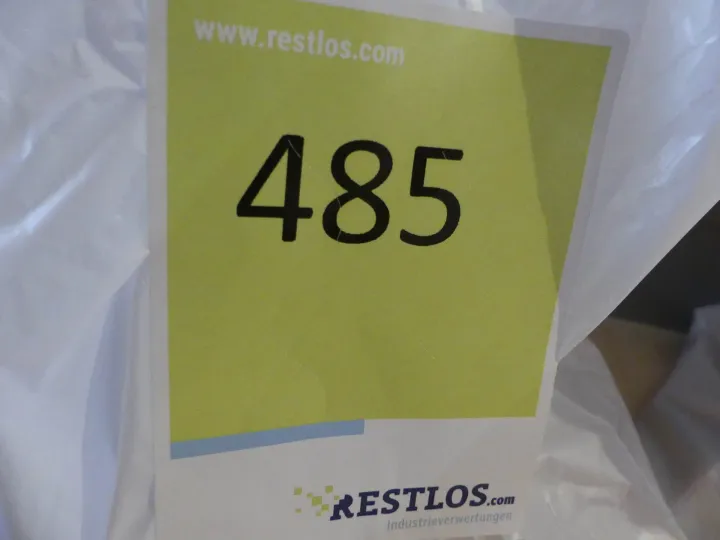 www.restlos.com
485
RESTLOS.com
Industrieverwertungen